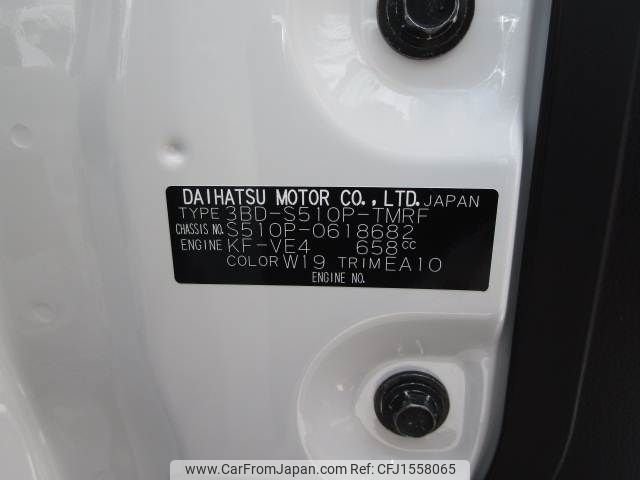 DAIHATSU MOTOR CO.,LTD. JAPAN
TYPE 3BD-S510P-TMRF
CHASSIS NO. S510P-0618682
ENGINE KF-VE4 658cc
COLOR W19 TRIM EA10
ENGINE NO.
www.CarFromJapan.com | © CarFromJapan - CFJ1558065